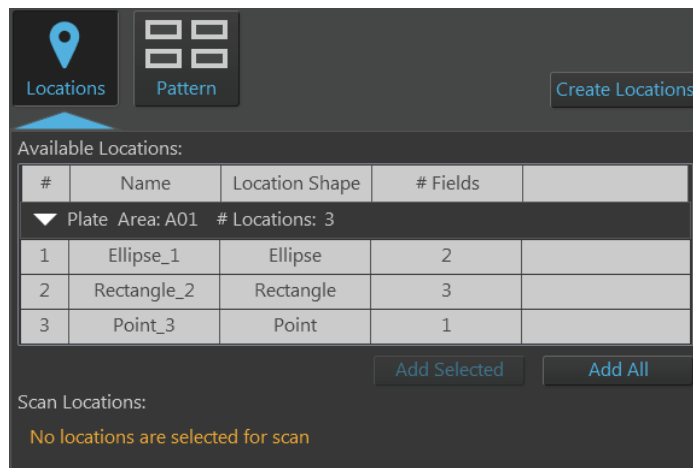 Locations Pattern
Create Locations
Available Locations:
# Name Location Shape # Fields
Plate Area: A01 # Locations: 3
1 Ellipse_1 Ellipse 2
2 Rectangle_2 Rectangle 3
3 Point_3 Point 1
Add Selected Add All
Scan Locations:
No locations are selected for scan